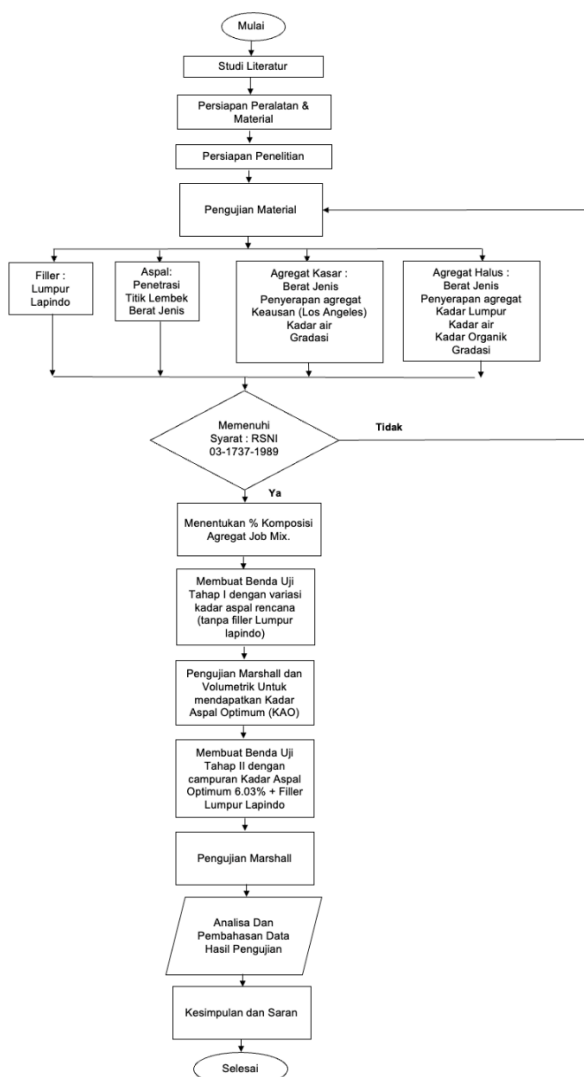 Mulai
Studi Literatur
Persiapan Peralatan &
Material
Persiapan Penelitian
Pengujian Material
Filler :
Lumpur
Lapindo
Aspal:
Penetrasi
Titik Lembek
Berat Jenis
Agregat Kasar :
Berat Jenis
Penyerapan agregat
Keausan (Los Angeles)
Kadar air
Gradasi
Agregat Halus :
Berat Jenis
Penyerapan agregat
Kadar Lumpur
Kadar air
Kadar Organik
Gradasi
Memenuhi
Syarat : RSNI
03-1737-1989
Tidak
Ya
Menentukan % Komposisi
Agregat Job Mix.
Membuat Benda Uji
Tahap I dengan variasi
kadar aspal rencana
(tanpa filler Lumpur
lapindo)
Pengujian Marshall dan
Volumetrik Untuk
mendapatkan Kadar
Aspal Optimum (KAO)
Membuat Benda Uji
Tahap II dengan
campuran Kadar Aspal
Optimum 6.03% + Filler
Lumpur Lapindo
Pengujian Marshall
Analisa Dan
Pembahasan Data
Hasil Pengujian
Kesimpulan dan Saran
Selesai